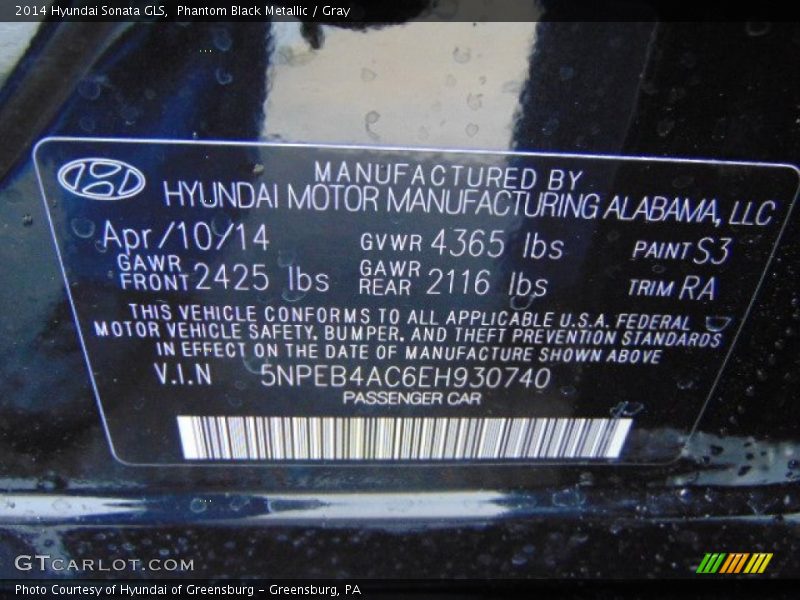 2014 Hyundai Sonata GLS,  Phantom Black Metallic / Gray
MANUFACTURED BY
HYUNDAI MOTOR MANUFACTURING ALABAMA, LLC
Apr/10/14 GVWR 4365 lbs PAINT S3
GAWR FRONT 2425 lbs GAWR REAR 2116 lbs TRIM RA
THIS VEHICLE CONFORMS TO ALL APPLICABLE U.S.A. FEDERAL
MOTOR VEHICLE SAFETY, BUMPER, AND THEFT PREVENTION STANDARDS
IN EFFECT ON THE DATE OF MANUFACTURE SHOWN ABOVE
V.I.N 5NPEB4AC6EH930740
PASSENGER CAR
GTCARLOT.COM
Photo Courtesy of Hyundai of Greensburg - Greensburg, PA